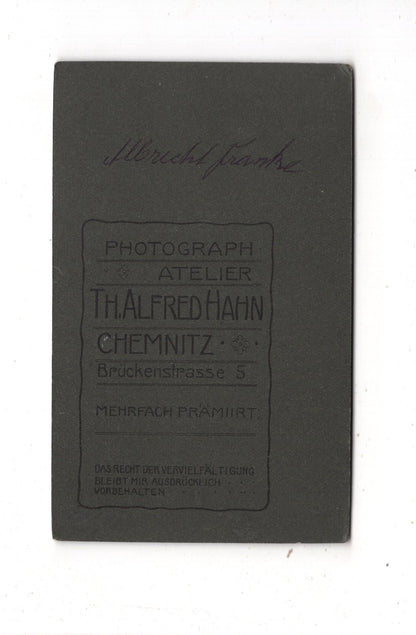 Albrecht Franke
PHOTOGRAPH
ATELIER
TH. ALFRED HAHN
CHEMNITZ
Brückenstrasse 5
MEHRFACH PRÄMIIRT:
DAS RECHT DER VERVIELFÄLTIGUNG
BLEIBT MIR AUSDRÜCKLICH
VORBEHALTEN